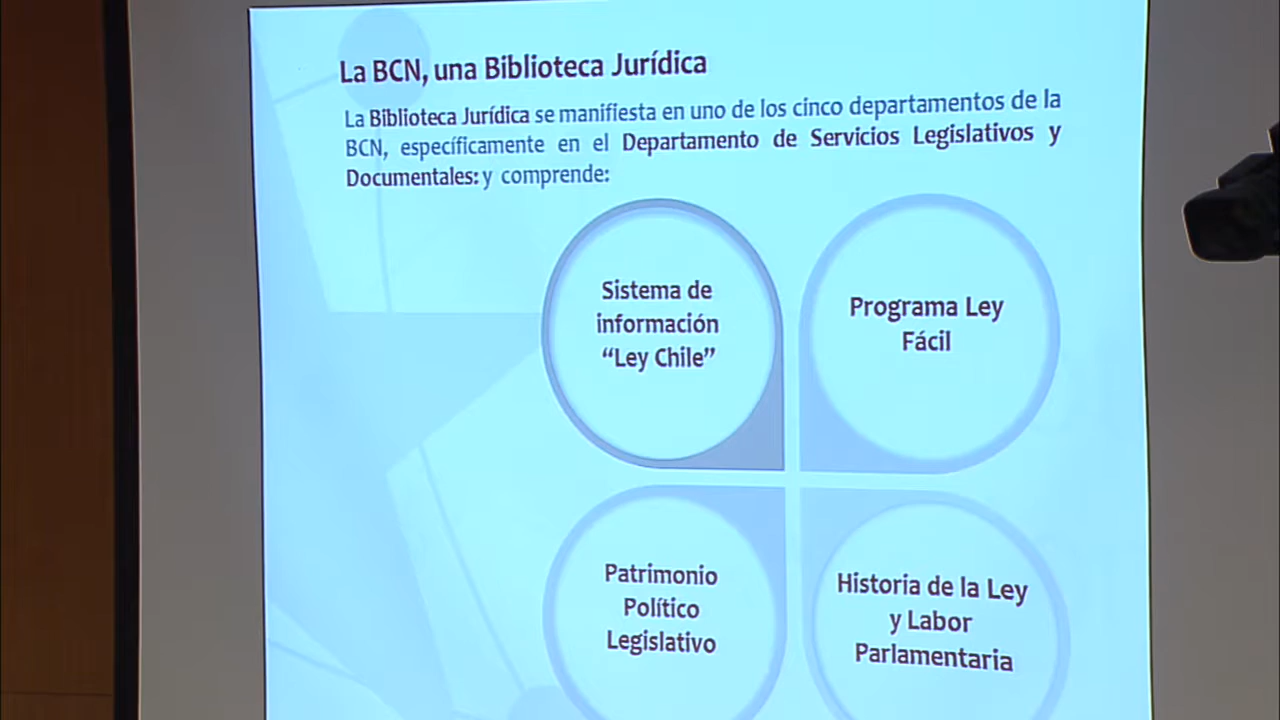 La BCN, una Biblioteca Jurídica
La Biblioteca Jurídica se manifiesta en uno de los cinco departamentos de la
BCN, específicamente en el Departamento de Servicios Legislativos y
Documentales: y comprende:
Sistema de
información
“Ley Chile”
Programa Ley
Fácil
Patrimonio
Político
Legislativo
Historia de la Ley
y Labor
Parlamentaria